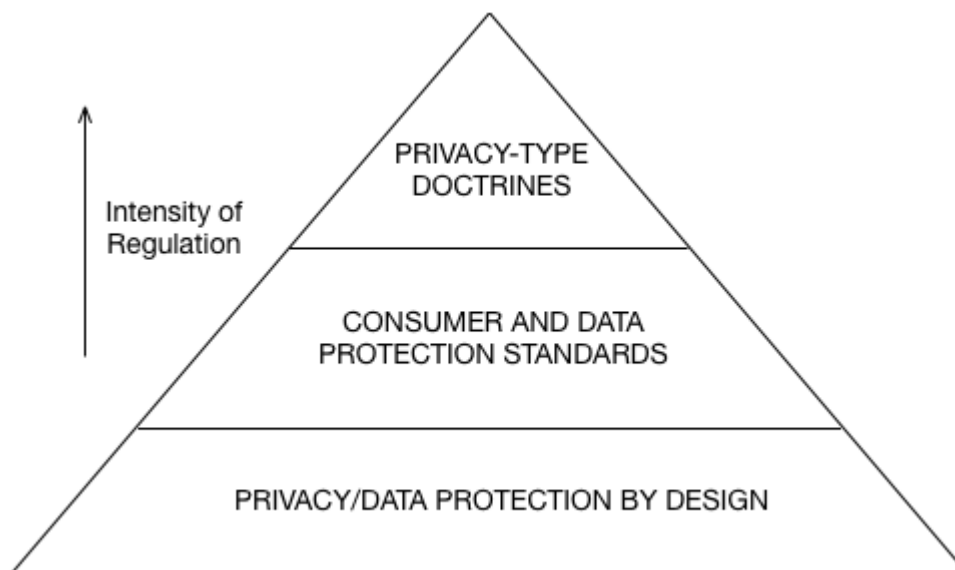 PRIVACY-TYPE
DOCTRINES
Intensity of
Regulation
CONSUMER AND DATA
PROTECTION STANDARDS
PRIVACY/DATA PROTECTION BY DESIGN